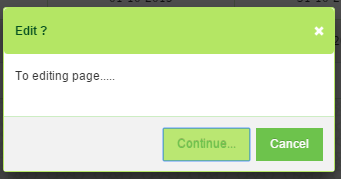 Edit ?
To editing page.....
Continue...
Cancel